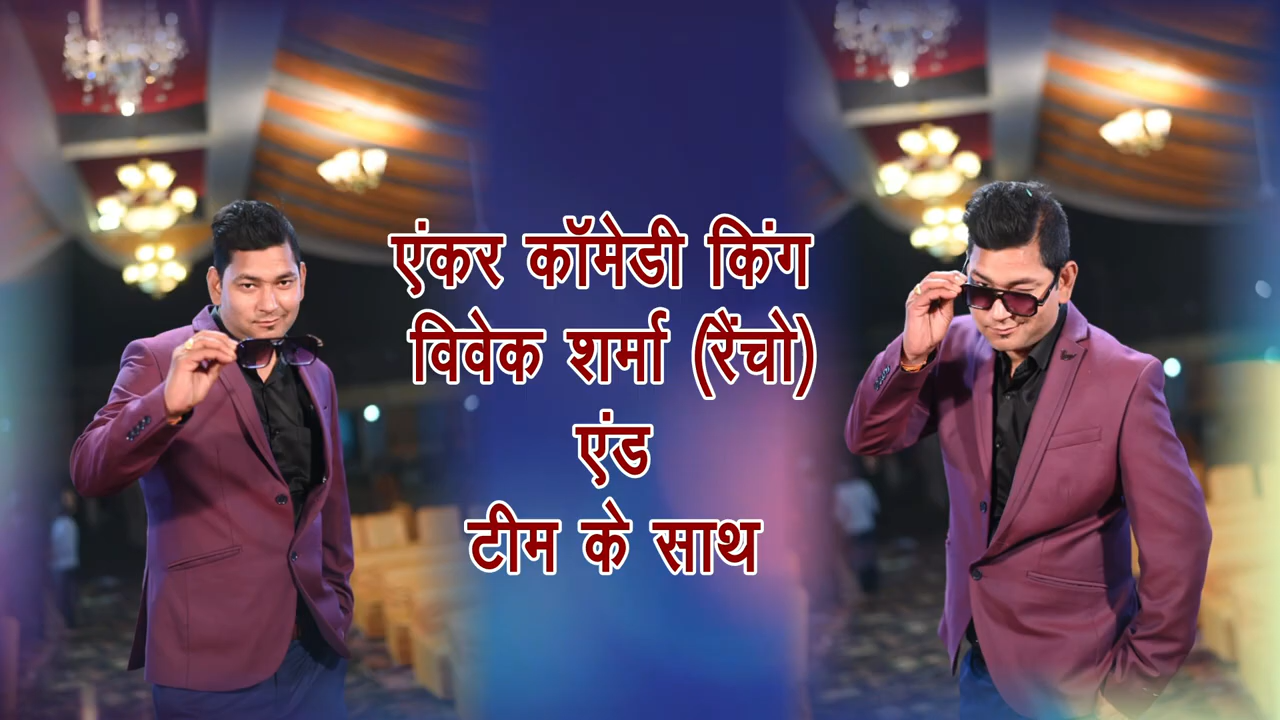 एंकर कॉमेडी किंग
विवेक शर्मा (रैंचो)
एंड
टीम के साथ